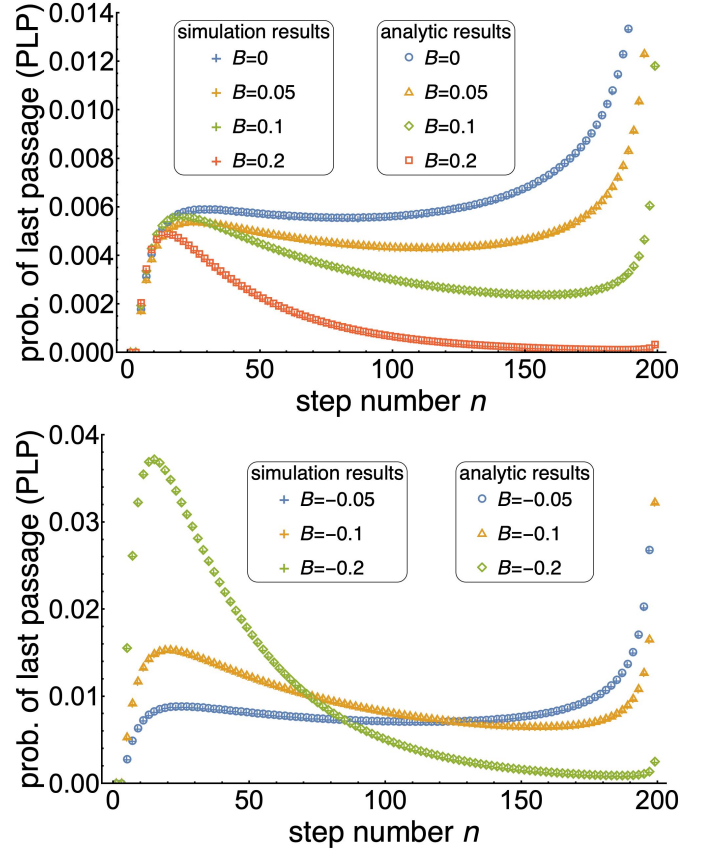 prob. of last passage (PLP)
0.014
0.012
0.010
0.008
0.006
0.004
0.002
0.000
simulation results
B=0
B=0.05
B=0.1
B=0.2
analytic results
B=0
B=0.05
B=0.1
B=0.2
0 50 100 150 200
step number n
prob. of last passage (PLP)
0.04
0.03
0.02
0.01
0.00
simulation results
B=−0.05
B=−0.1
B=−0.2
analytic results
B=−0.05
B=−0.1
B=−0.2
0 50 100 150 200
step number n